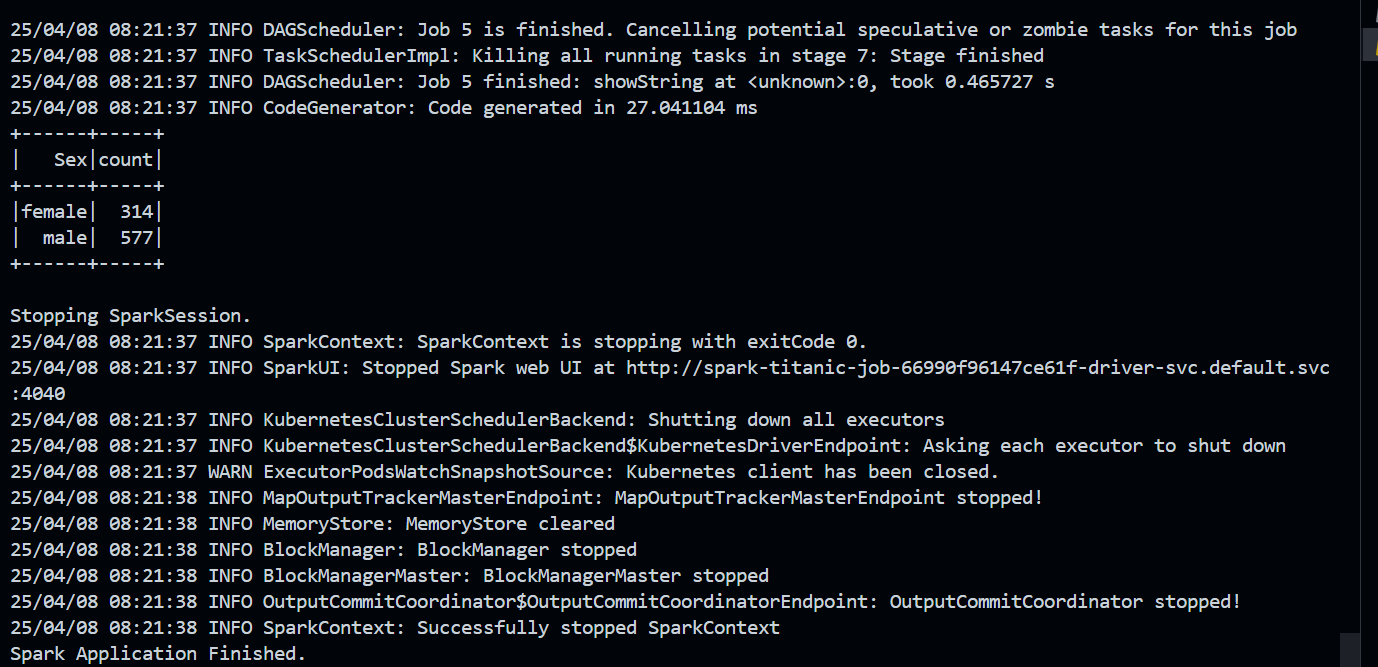 25/04/08 08:21:37 INFO DAGScheduler: Job 5 is finished. Cancelling potential speculative or zombie tasks for this job
25/04/08 08:21:37 INFO TaskSchedulerImpl: Killing all running tasks in stage 7: Stage finished
25/04/08 08:21:37 INFO DAGScheduler: Job 5 finished: showString at <unknown>:0, took 0.465727 s
25/04/08 08:21:37 INFO CodeGenerator: Code generated in 27.041104 ms
+------+-----+
|   Sex|count|
+------+-----+
|female|  314|
|  male|  577|
+------+-----+

Stopping SparkSession.
25/04/08 08:21:37 INFO SparkContext: SparkContext is stopping with exitCode 0.
25/04/08 08:21:37 INFO SparkUI: Stopped Spark web UI at http://spark-titanic-job-66990f96147ce61f-driver-svc.default.svc
:4040
25/04/08 08:21:37 INFO KubernetesClusterSchedulerBackend: Shutting down all executors
25/04/08 08:21:37 INFO KubernetesClusterSchedulerBackend$KubernetesDriverEndpoint: Asking each executor to shut down
25/04/08 08:21:37 WARN ExecutorPodsWatchSnapshotSource: Kubernetes client has been closed.
25/04/08 08:21:38 INFO MapOutputTrackerMasterEndpoint: MapOutputTrackerMasterEndpoint stopped!
25/04/08 08:21:38 INFO MemoryStore: MemoryStore cleared
25/04/08 08:21:38 INFO BlockManager: BlockManager stopped
25/04/08 08:21:38 INFO BlockManagerMaster: BlockManagerMaster stopped
25/04/08 08:21:38 INFO OutputCommitCoordinator$OutputCommitCoordinatorEndpoint: OutputCommitCoordinator stopped!
25/04/08 08:21:38 INFO SparkContext: Successfully stopped SparkContext
Spark Application Finished.